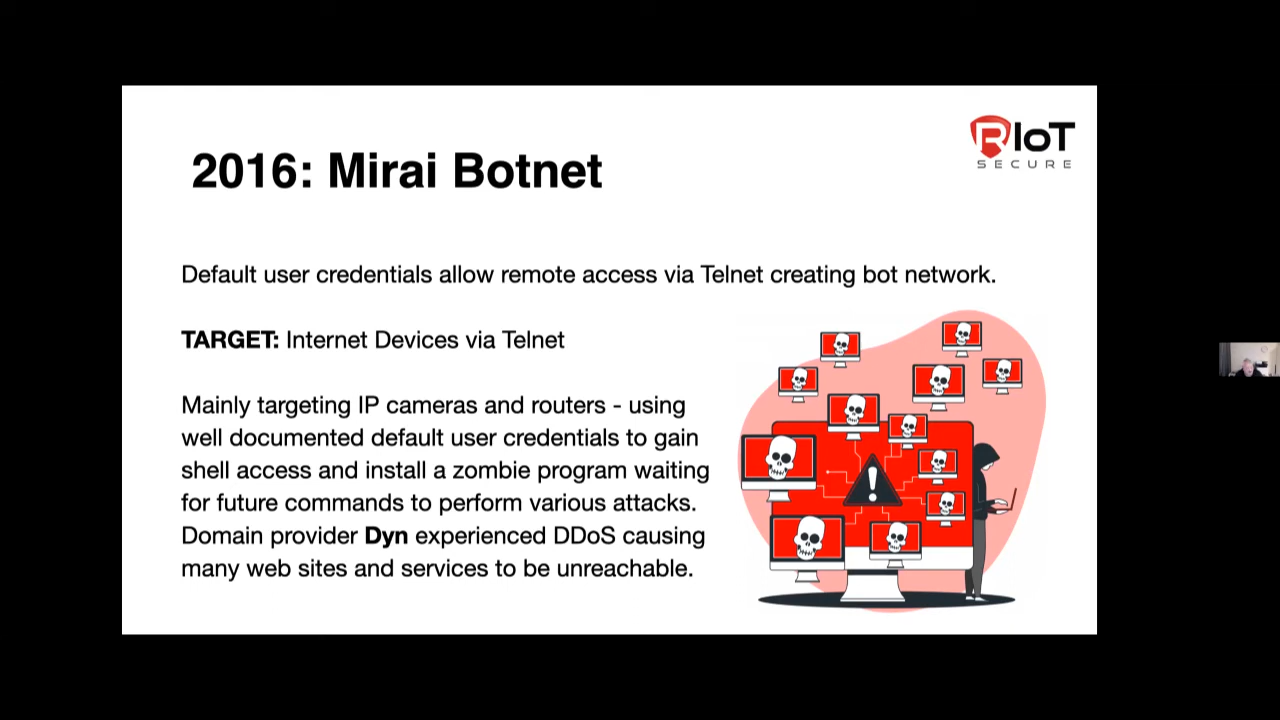 RIoT
SECURE
2016: Mirai Botnet
Default user credentials allow remote access via Telnet creating bot network.
TARGET: Internet Devices via Telnet
Mainly targeting IP cameras and routers - using
well documented default user credentials to gain
shell access and install a zombie program waiting
for future commands to perform various attacks.
Domain provider Dyn experienced DDoS causing
many web sites and services to be unreachable.